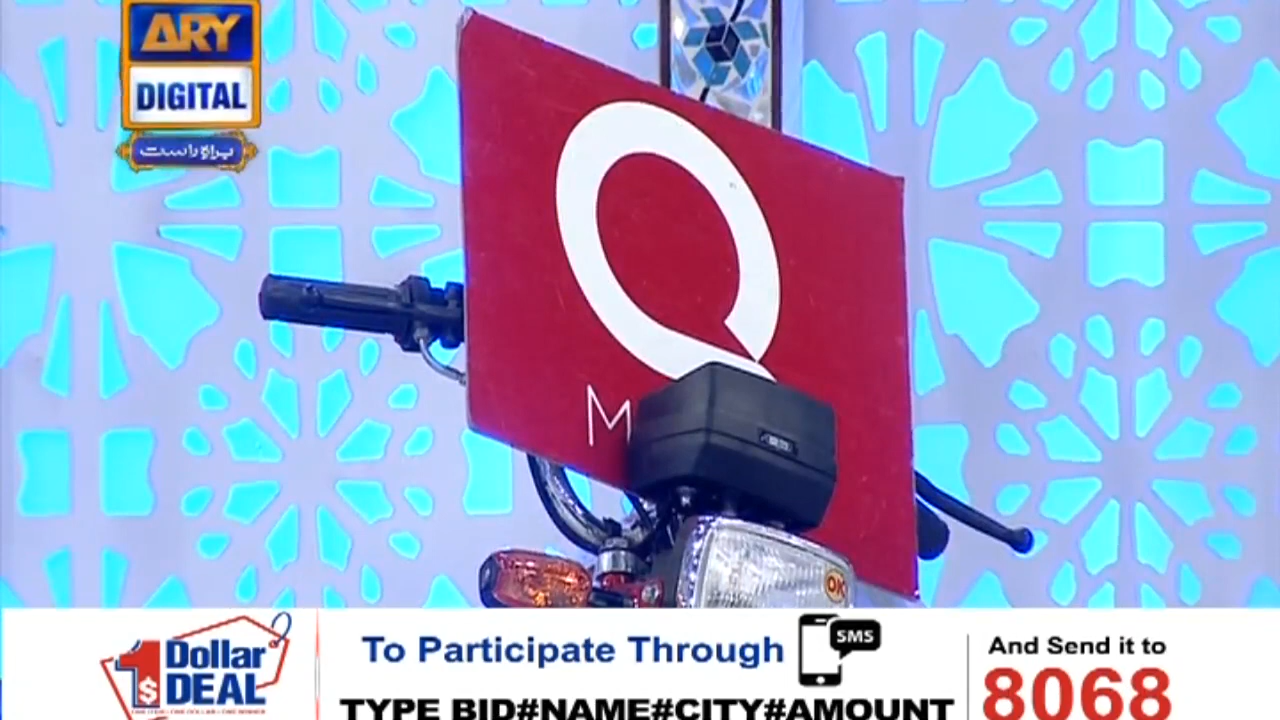 ARY
DIGITAL
براہ راست
Q
M
OK
1 Dollar
$ DEAL
To Participate Through
SMS
TYPE BID#NAME#CITY#AMOUNT
And Send it to
8068